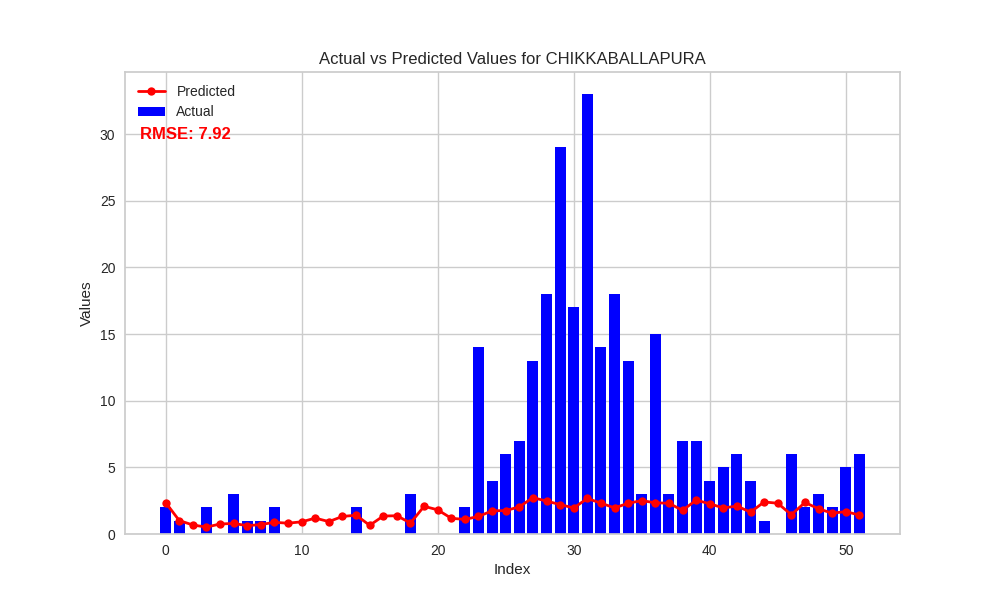 Actual vs Predicted Values for CHIKKABALLAPURA
Predicted
Actual
RMSE: 7.92
30
25
20
15
10
5
0
Values
0 10 20 30 40 50
Index